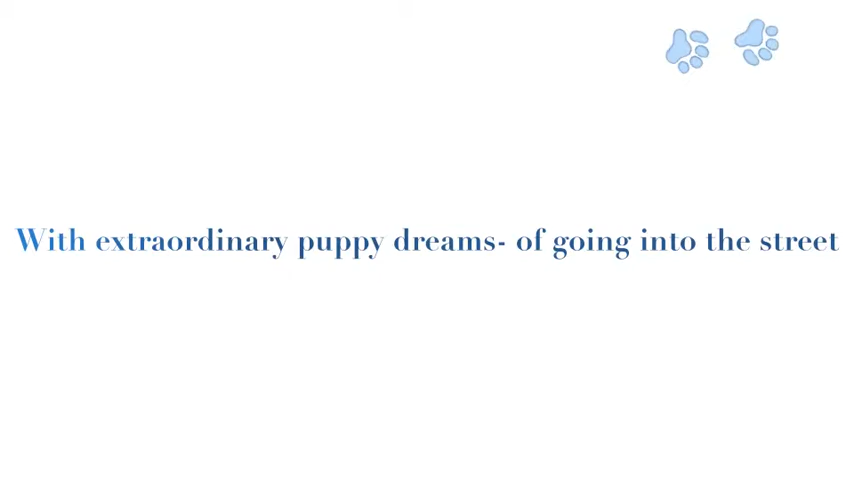 With extraordinary puppy dreams- of going into the street